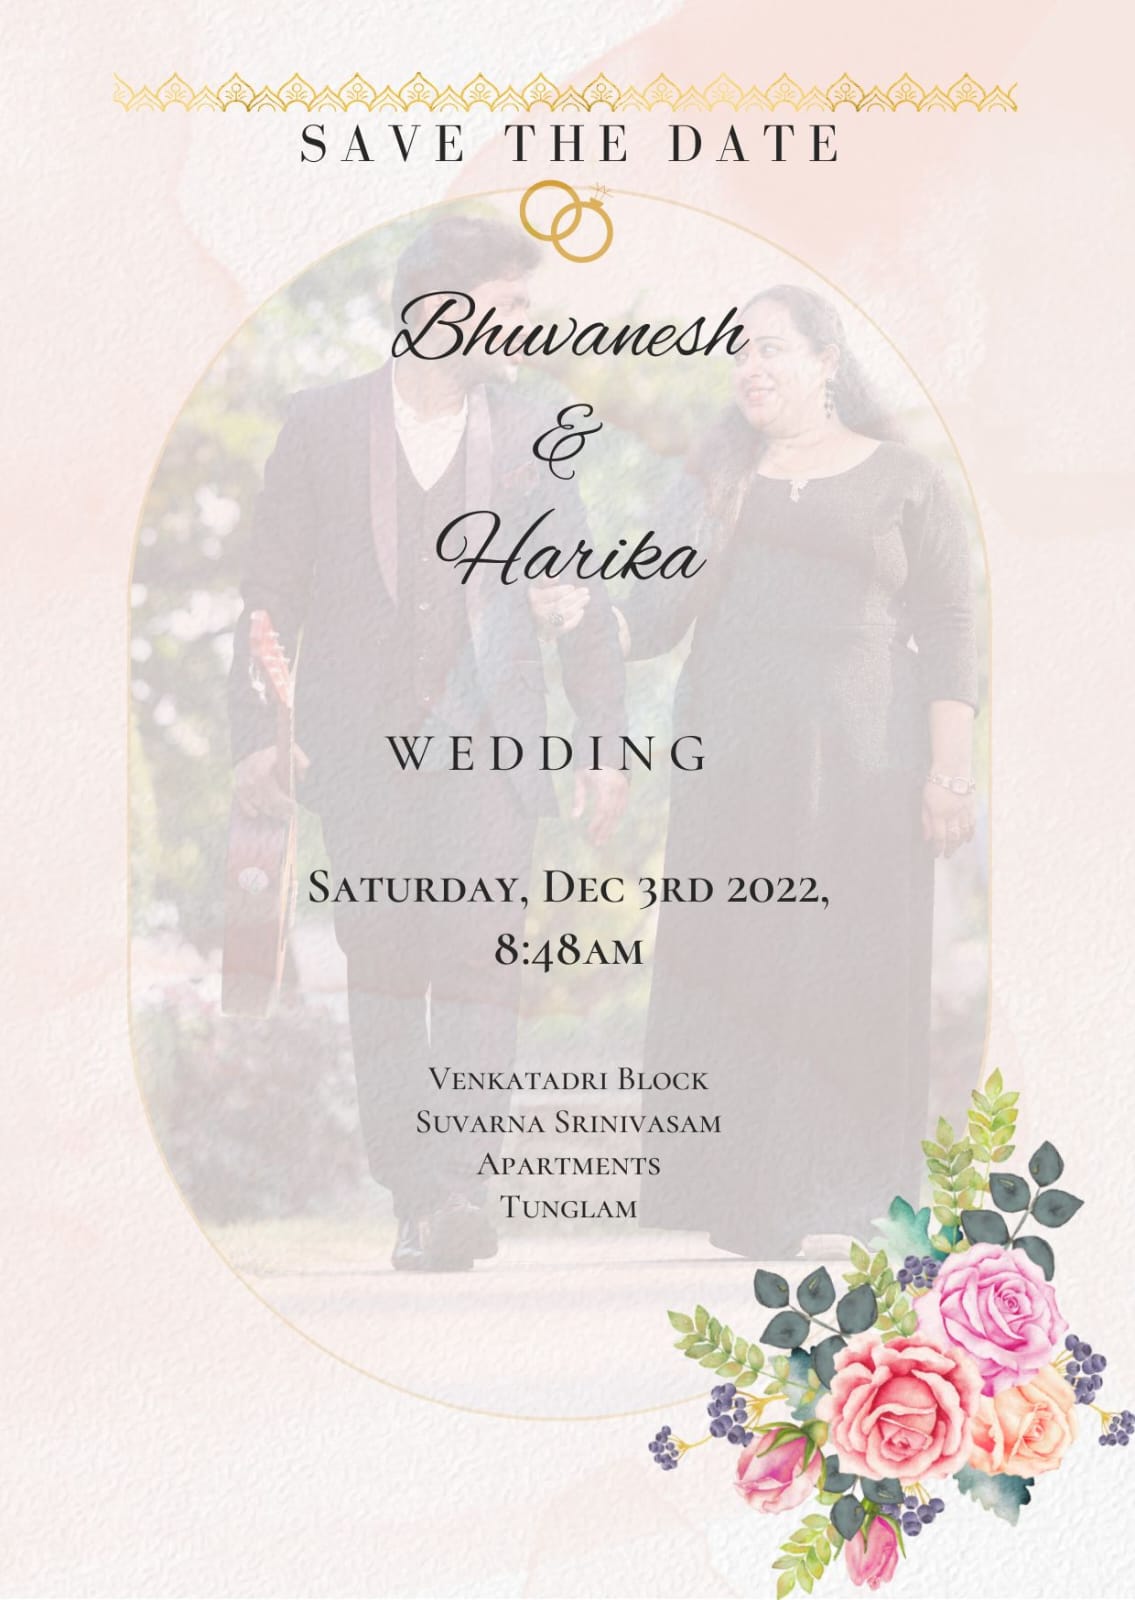 SAVE THE DATE
Bhuvanesh
&
Harika
WEDDING
Saturday, Dec 3rd 2022,
8:48am
Venkatadri Block
Suvarna Srinivasam
Apartments
Tunglam